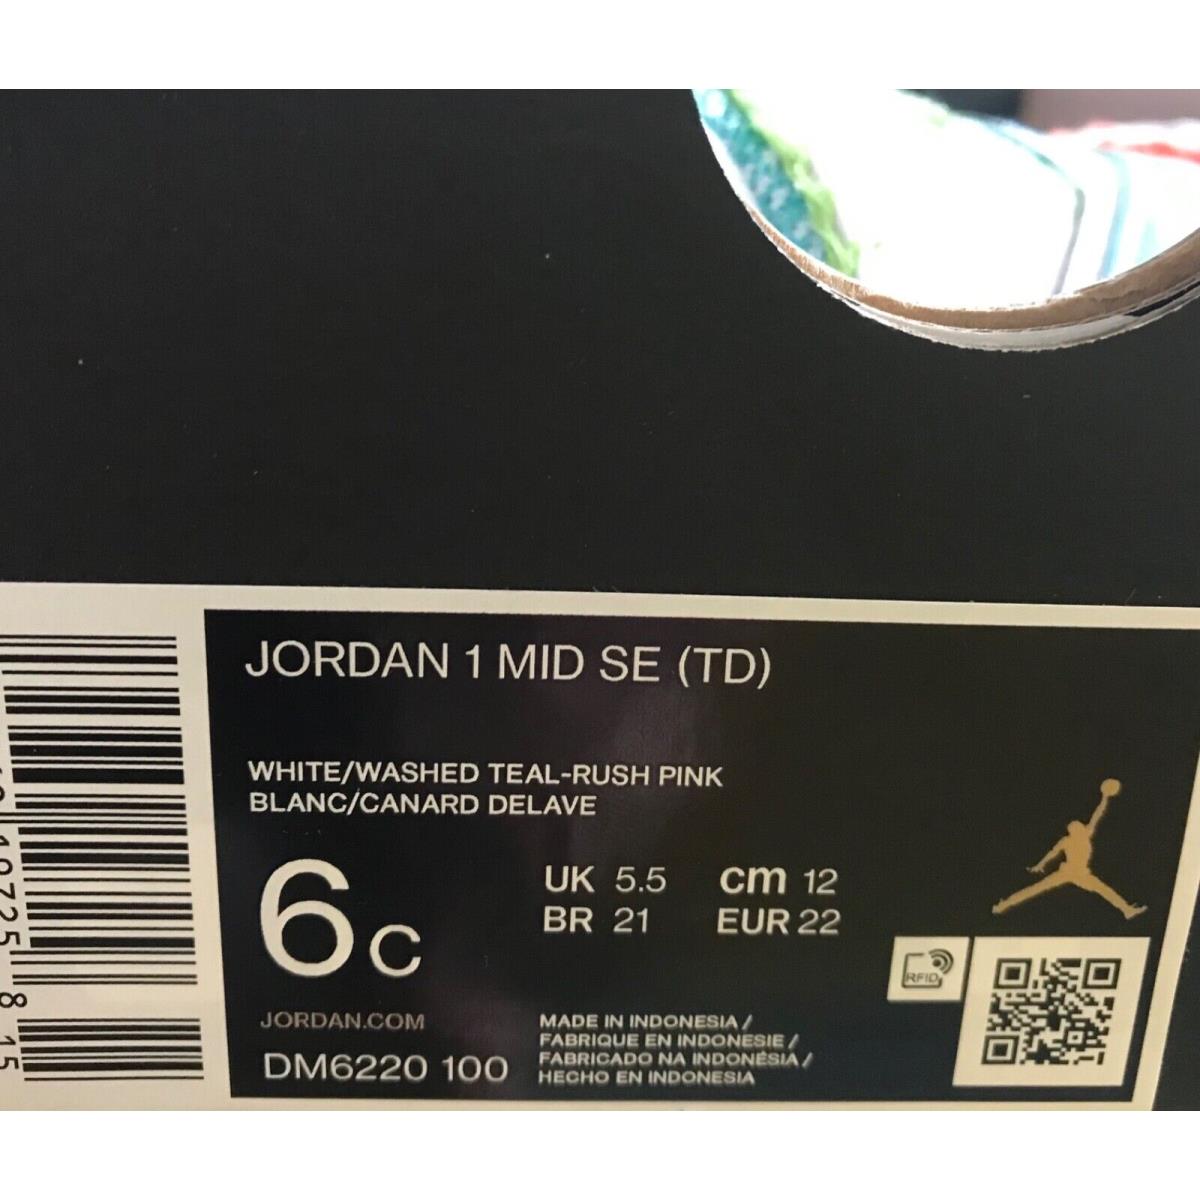 JORDAN 1 MID SE (TD)
WHITE/WASHED TEAL-RUSH PINK
BLANC/CANARD DELAVE
6C
UK 5.5 cm 12
BR 21 EUR 22
JORDAN.COM
DM6220 100
MADE IN INDONESIA /
FABRIQUE EN INDONESIE /
FABRICADO NA INDONÉSIA /
HECHO EN INDONESIA
RFID